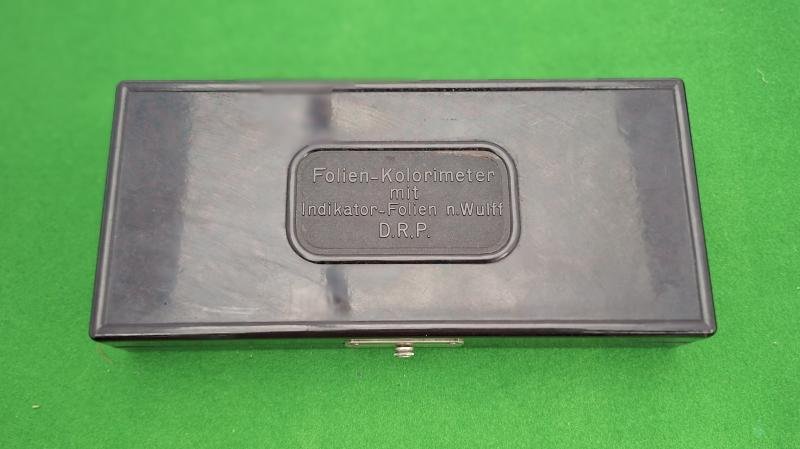 Folien-Kolorimeter
mit
Indikator-Folien n. Wulff
D.R.P.